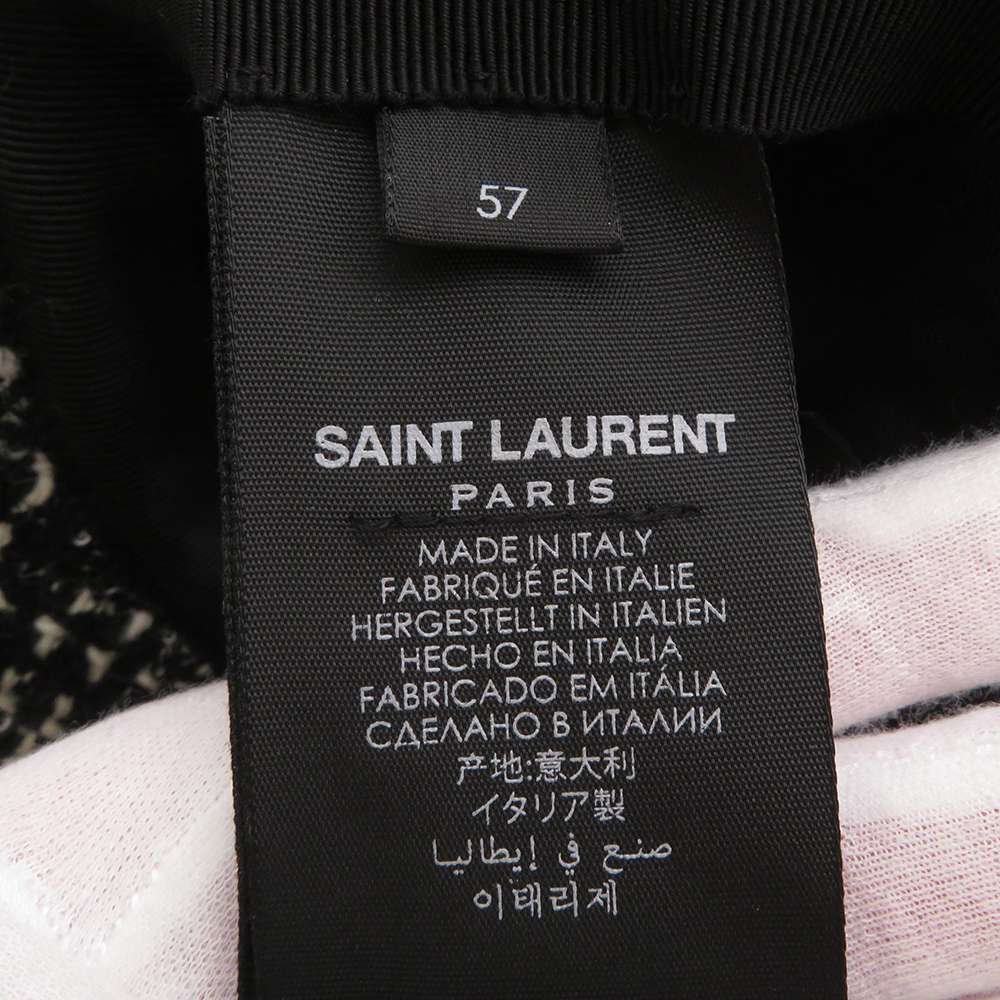 57
SAINT LAURENT
PARIS
MADE IN ITALY
FABRIQUÉ EN ITALIE
HERGESTELLT IN ITALIEN
HECHO EN ITALIA
FABRICADO EM ITÁLIA
СДЕЛАНО В ИТАЛИИ
产地:意大利
イタリア製
صنع في إيطاليا
이태리제